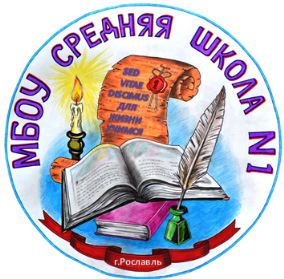 МБОУ СРЕДНЯЯ ШКОЛА N1
SED
VITAE
DISCIMUS
ДЛЯ
ЖИЗНИ
УЧИМСЯ
г.Рославль